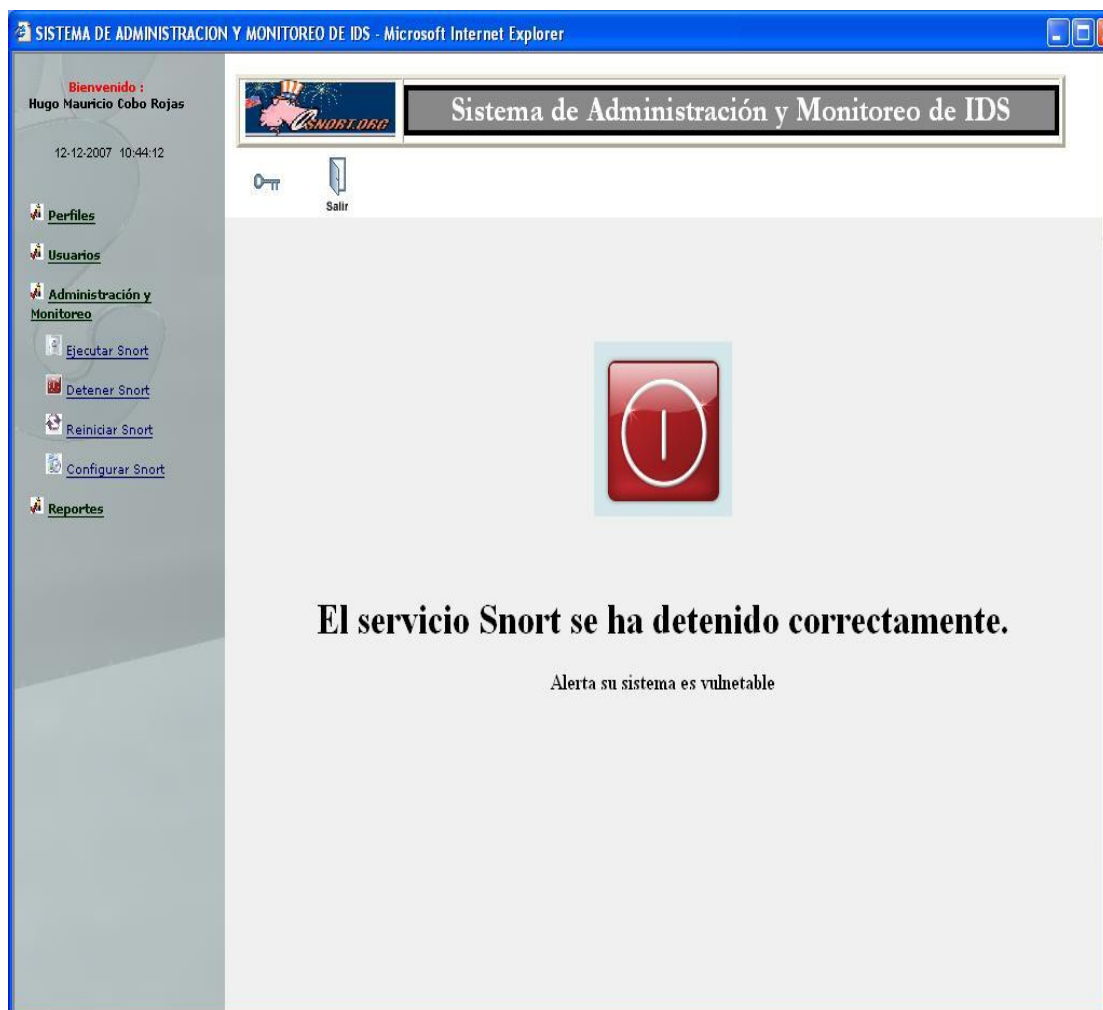 SISTEMA DE ADMINISTRACION Y MONITOREO DE IDS - Microsoft Internet Explorer
Bienvenido :
Hugo Mauricio Cobo Rojas
12-12-2007 10:44:12
Perfiles
Usuarios
Administración y
Monitoreo
Ejecutar Snort
Detener Snort
Reiniciar Snort
Configurar Snort
Reportes
SNORT.ORG
Sistema de Administración y Monitoreo de IDS
Salir
El servicio Snort se ha detenido correctamente.
Alerta su sistema es vulnetable